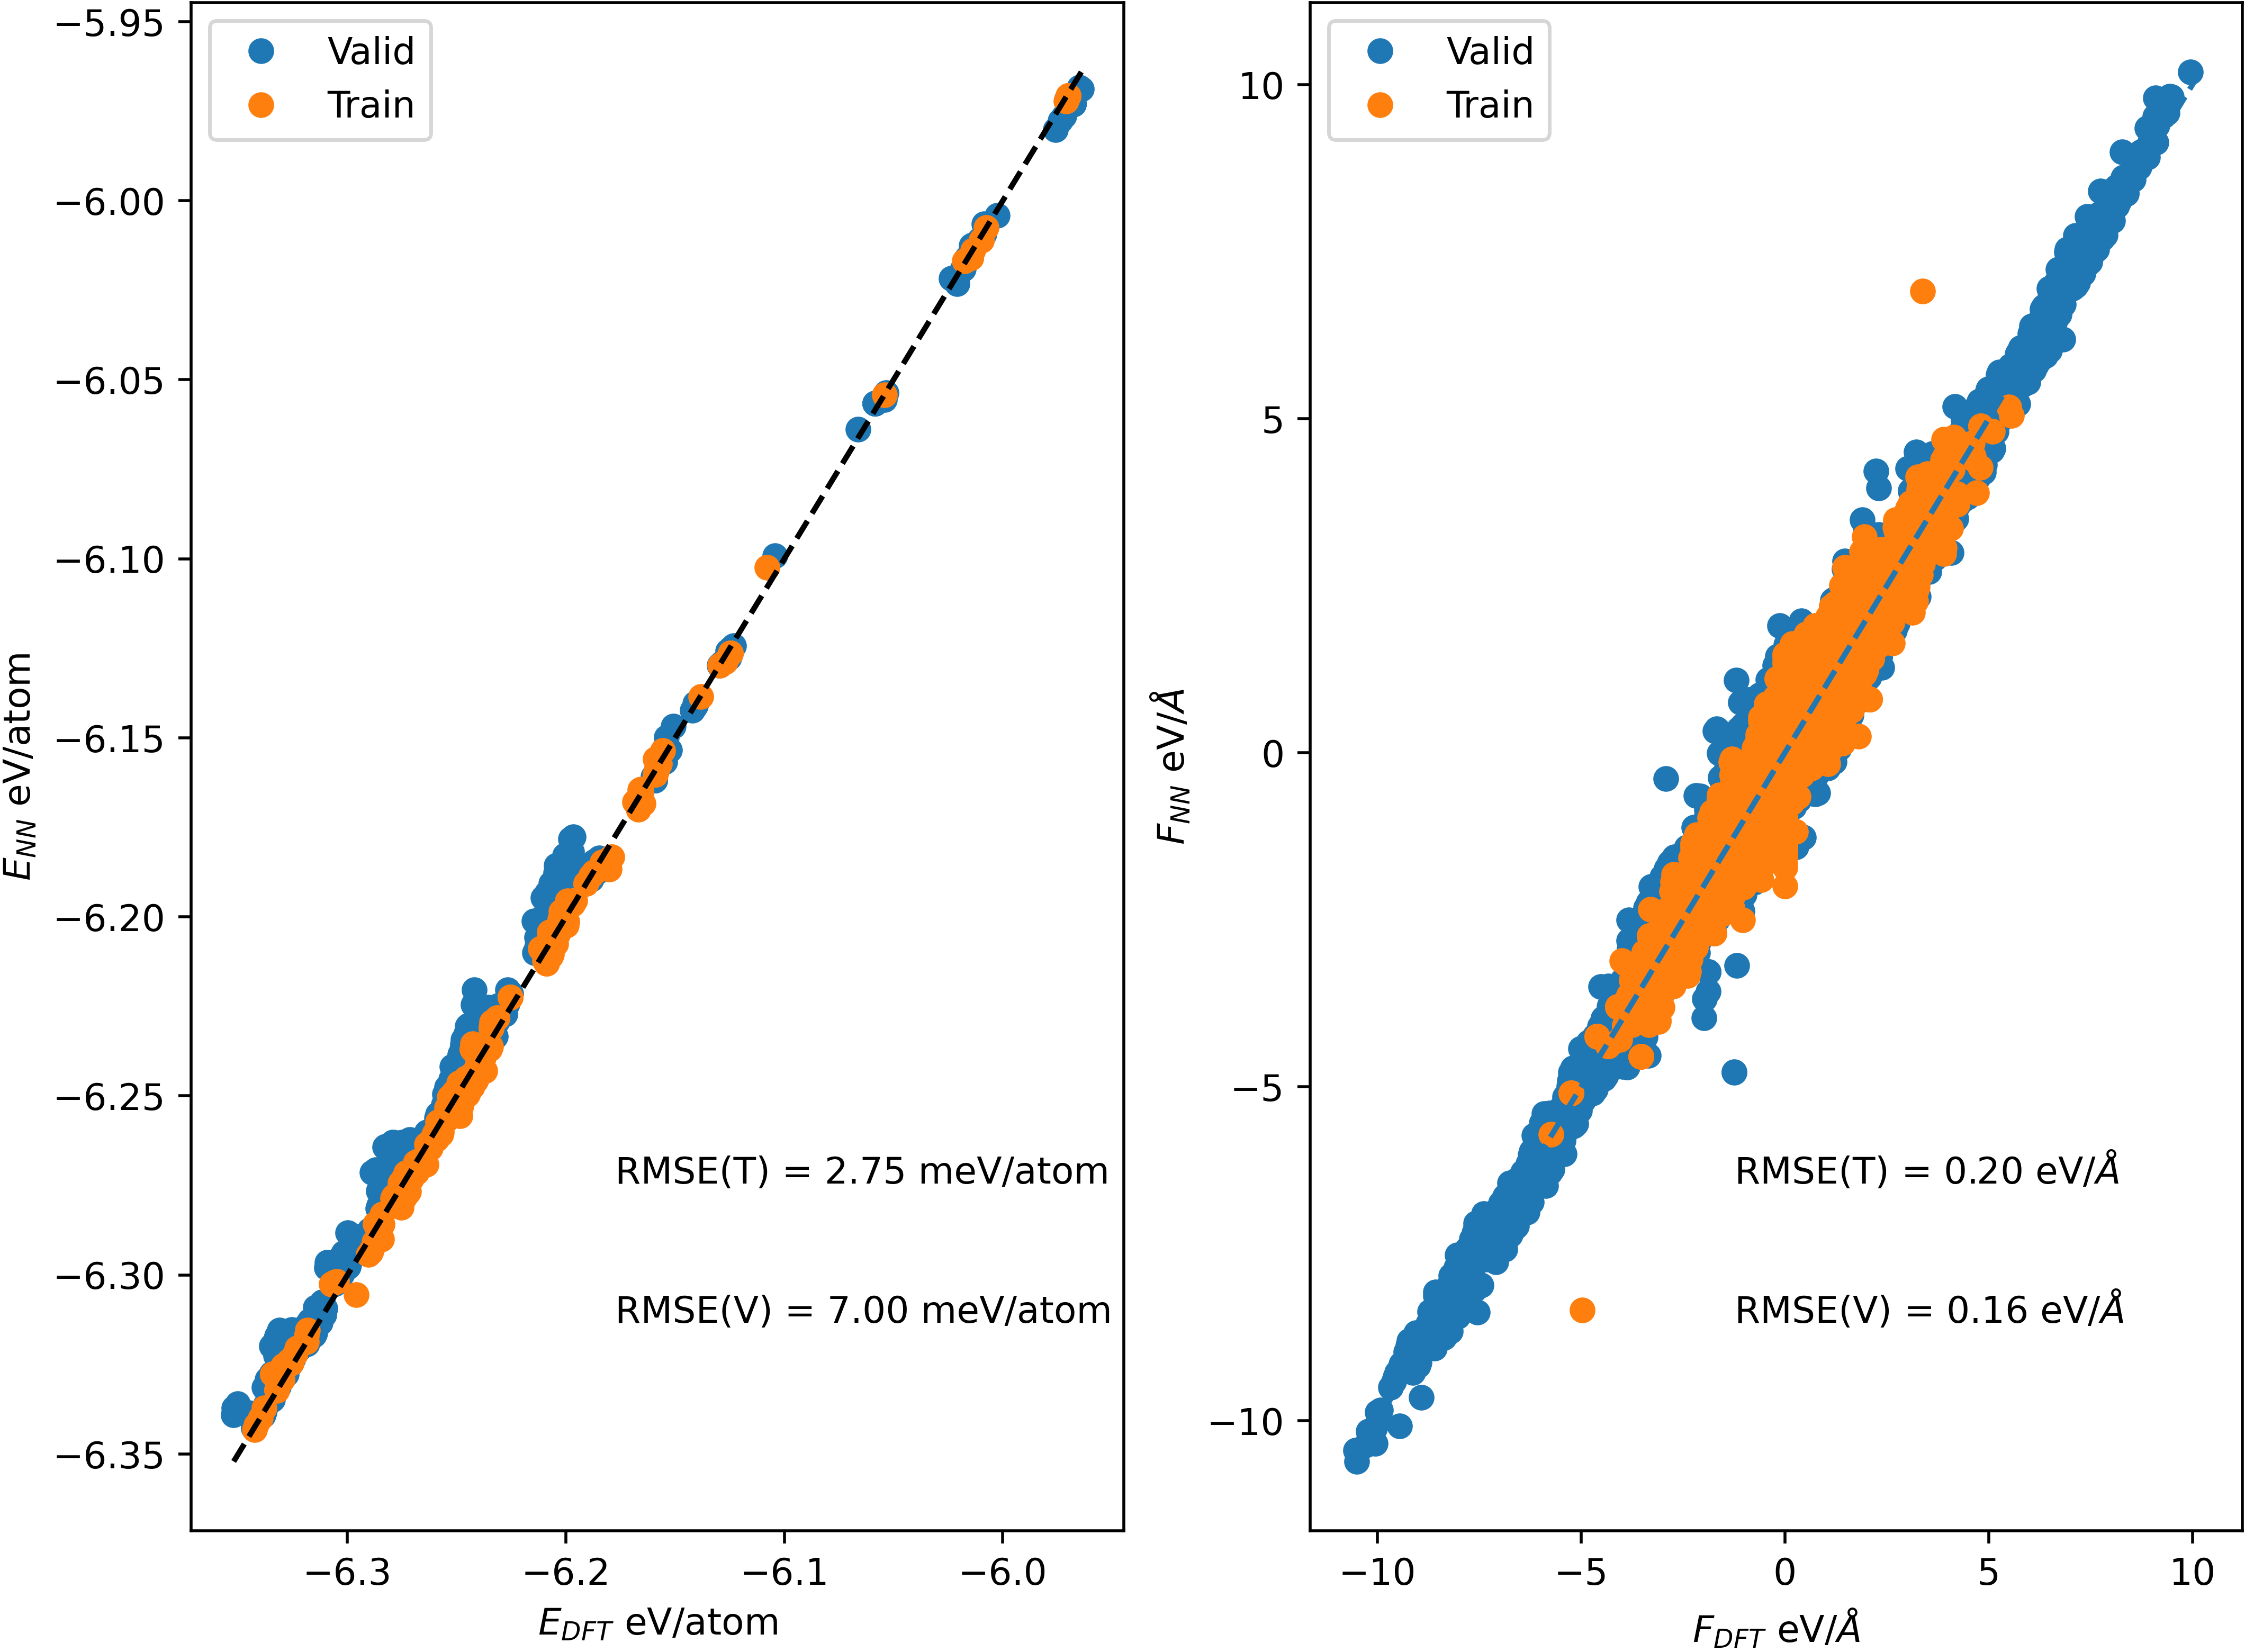 Valid
Train
−5.95
−6.00
−6.05
−6.10
−6.15
−6.20
−6.25
−6.30
−6.35
E_NN eV/atom
RMSE(T) = 2.75 meV/atom
RMSE(V) = 7.00 meV/atom
−6.3
−6.2
−6.1
−6.0
E_DFT eV/atom
Valid
Train
10
5
0
−5
−10
F_NN eV/Å
RMSE(T) = 0.20 eV/Å
RMSE(V) = 0.16 eV/Å
−10
−5
0
5
10
F_DFT eV/Å